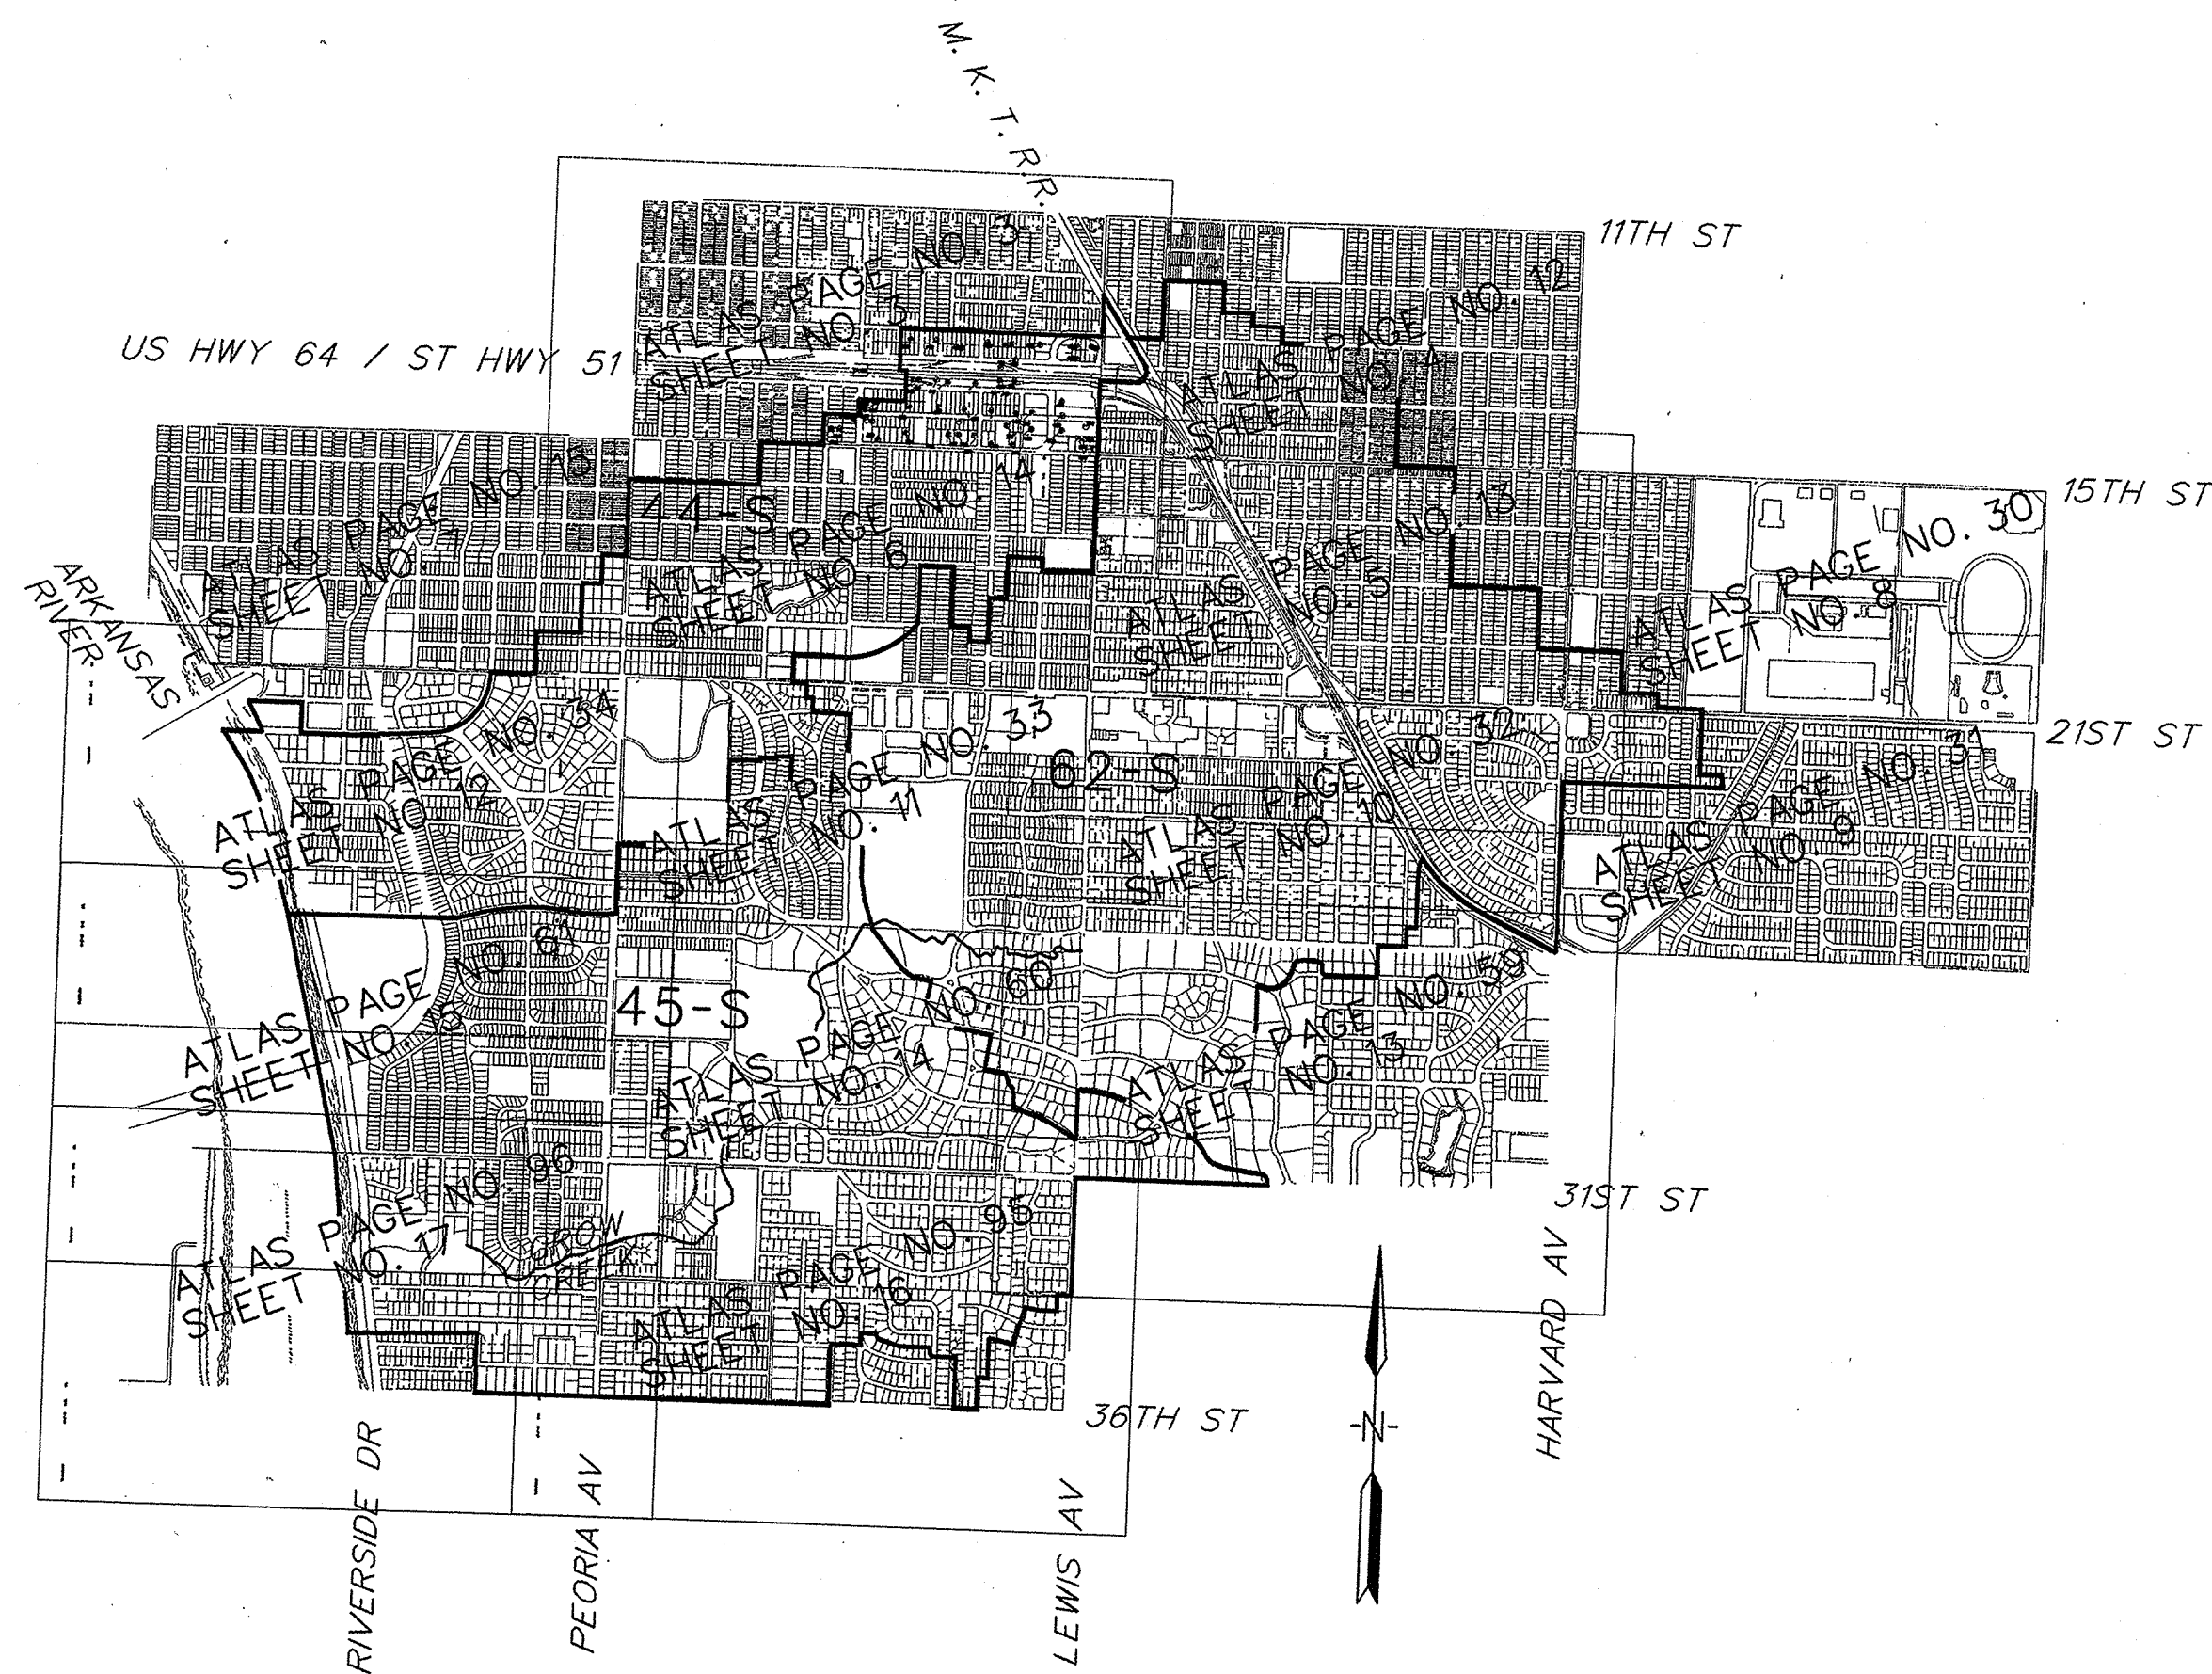 M. K. T. R.R.
11TH ST
US HWY 64 / ST HWY 51
ATLAS PAGE NO. 3
SHEET NO. 3
ATLAS PAGE NO. 12
SHEET NO. 4
ATLAS PAGE NO. 15
SHEET NO. 7
44-S
ATLAS PAGE NO. 14
SHEET NO. 6
ATLAS PAGE NO. 13
SHEET NO. 5
15TH ST
ATLAS PAGE NO. 30
SHEET NO. 8
ARKANSAS
RIVER
21ST ST
ATLAS PAGE NO. 34
SHEET NO. 12
ATLAS PAGE NO. 33
SHEET NO. 11
62-S
ATLAS PAGE NO. 32
SHEET NO. 10
ATLAS PAGE NO. 31
SHEET NO. 9
ATLAS PAGE NO. 61
SHEET NO. 15
45-S
ATLAS PAGE NO. 60
SHEET NO. 14
ATLAS PAGE NO. 59
SHEET NO. 13
31ST ST
ATLAS PAGE NO. 96
SHEET NO. 17
CROW
CREEK
ATLAS PAGE NO. 95
SHEET NO. 16
36TH ST
-N-
RIVERSIDE DR
PEORIA AV
LEWIS AV
HARVARD AV